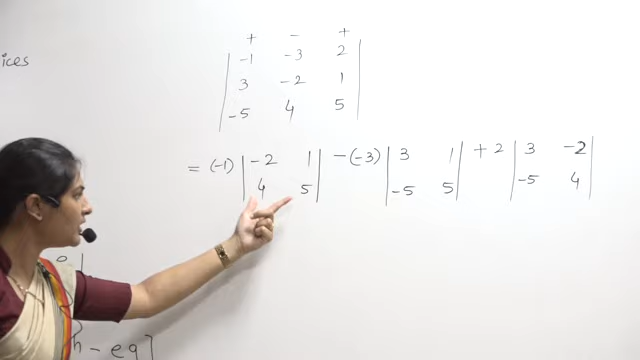 + - +
ices
| -1 -3 2 |
| 3 -2 1 |
| -5 4 5 |
= (-1) | -2 1 | - (-3) | 3 1 | + 2 | 3 -2 |
| 4 5 | | -5 5 | | -5 4 |
h - eg]